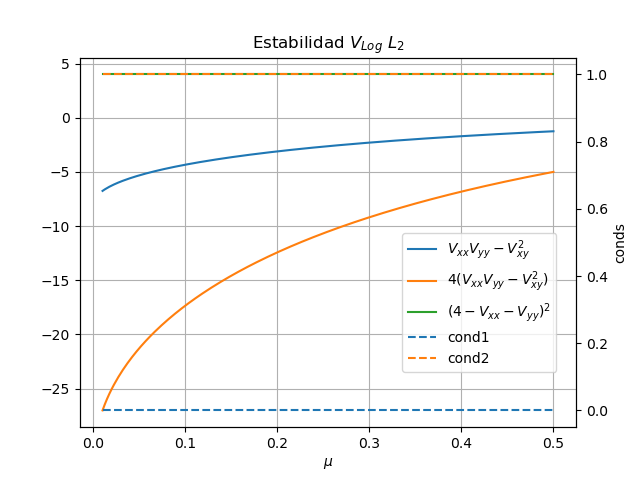 Estabilidad $V_{Log}$ $L_2$
5
0
−5
−10
−15
−20
−25
0.0
0.1
0.2
0.3
0.4
0.5
μ
1.0
0.8
0.6
0.4
0.2
0.0
conds
$V_{xx}V_{yy} - V_{xy}^2$
$4(V_{xx}V_{yy} - V_{xy}^2)$
$(4 - V_{xx} - V_{yy})^2$
cond1
cond2